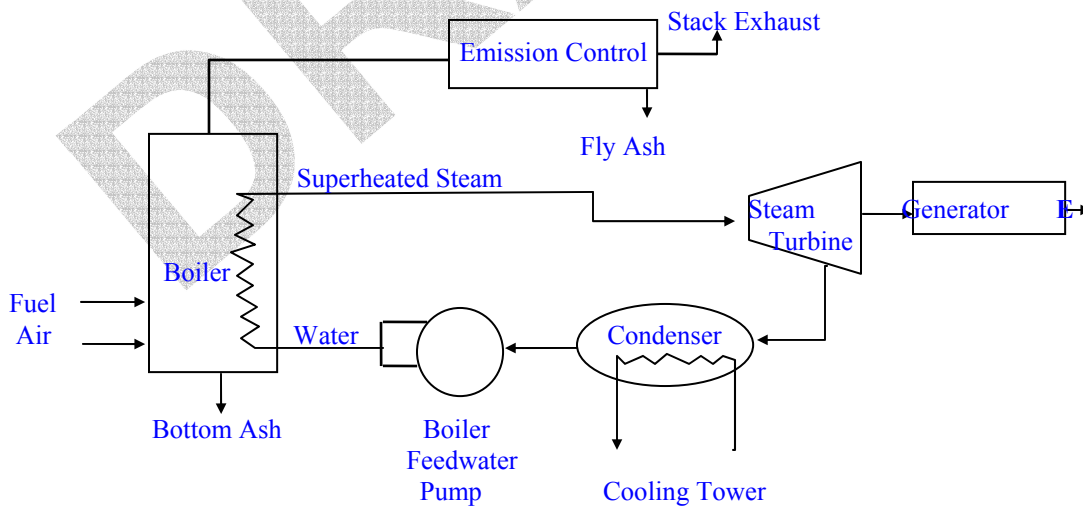 Stack Exhaust
Emission Control
Fly Ash
Superheated Steam
Steam
Turbine
Generator
E
Boiler
Fuel
Air
Water
Condenser
Bottom Ash
Boiler
Feedwater
Pump
Cooling Tower